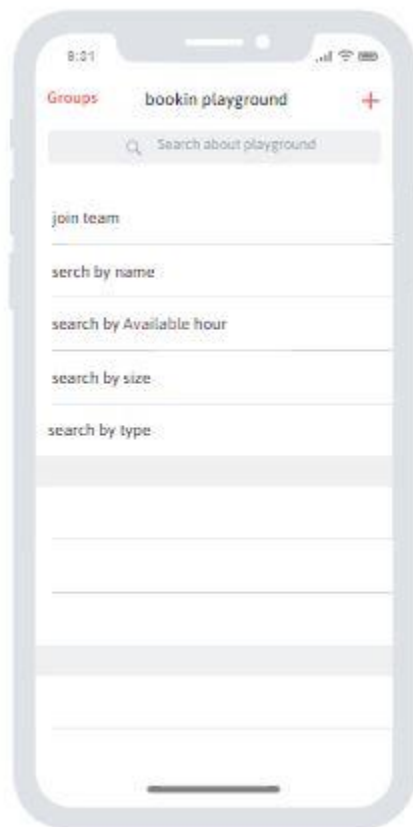 8:01
Groups bookin playground +
Search about playground
join team
serch by name
search by Available hour
search by size
search by type